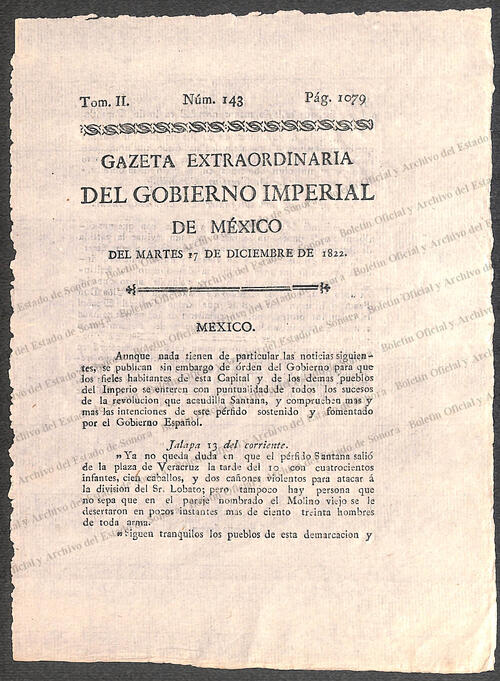 Tom. II. Núm. 143 Pág. 1079
GAZETA EXTRAORDINARIA
DEL GOBIERNO IMPERIAL
DE MÉXICO
DEL MARTES 17 DE DICIEMBRE DE 1822.
MEXICO.
Aunque nada tienen de particular las noticias siguien-
tes, se publican sin embargo de órden del Gobierno para que
los fieles habitantes de esta Capital y de los demas pueblos
del Imperio se enteren con puntualidad de todos los sucesos
de la revolucion que acaudilla Santana, y comprueben mas y
mas las intenciones de este pérfido sostenido y fomentado
por el Gobierno Español.
Jalapa 13 del corriente.
„Ya no queda duda en que el pérfido Santana salió
de la plaza de Veracruz la tarde del 10 con cuatrocientos
infantes, cien caballos, y dos cañones violentos para atacar á
la division del Sr. Lobato; pero tampoco hay persona que
no sepa que en el parage nombrado el Molino viejo se le
desertaron en pocos instantes mas de ciento treinta hombres
de toda arma.
„Siguen tranquilos los pueblos de esta demarcacion y
Boletin Oficial y Archivo del Estado de Sonora